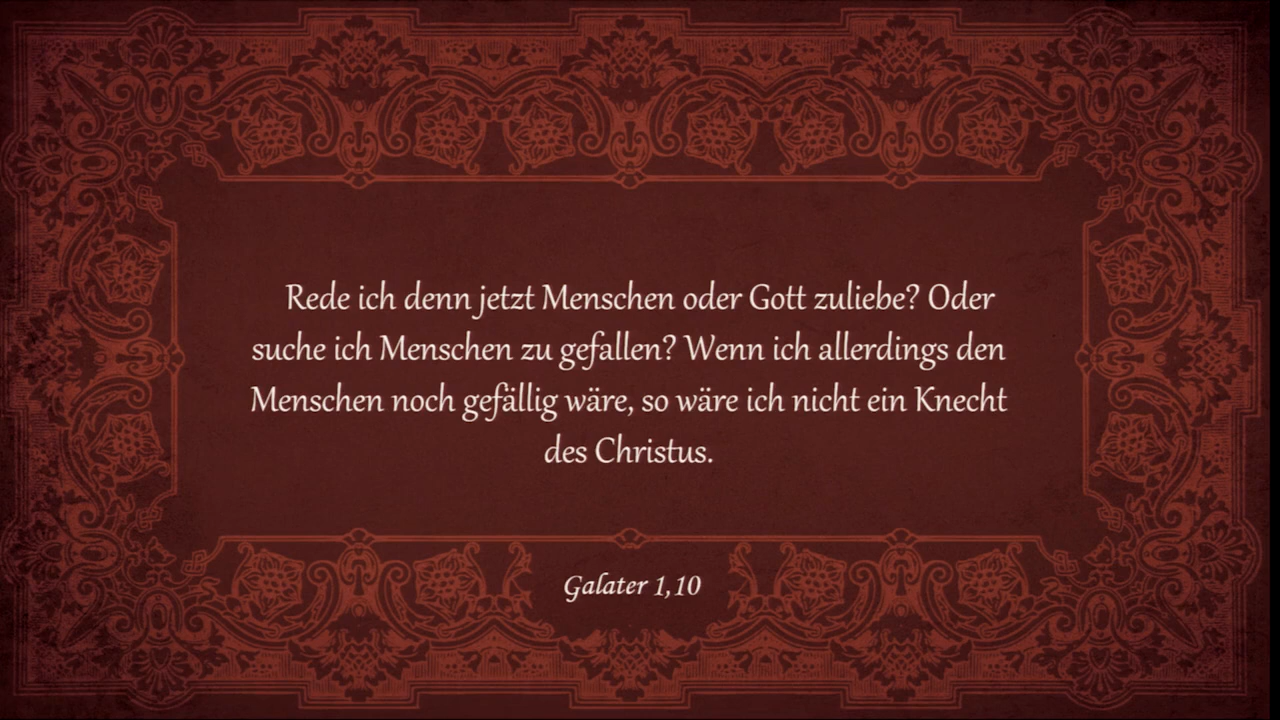 Rede ich denn jetzt Menschen oder Gott zuliebe? Oder
suche ich Menschen zu gefallen? Wenn ich allerdings den
Menschen noch gefällig wäre, so wäre ich nicht ein Knecht
des Christus.
Galater 1,10